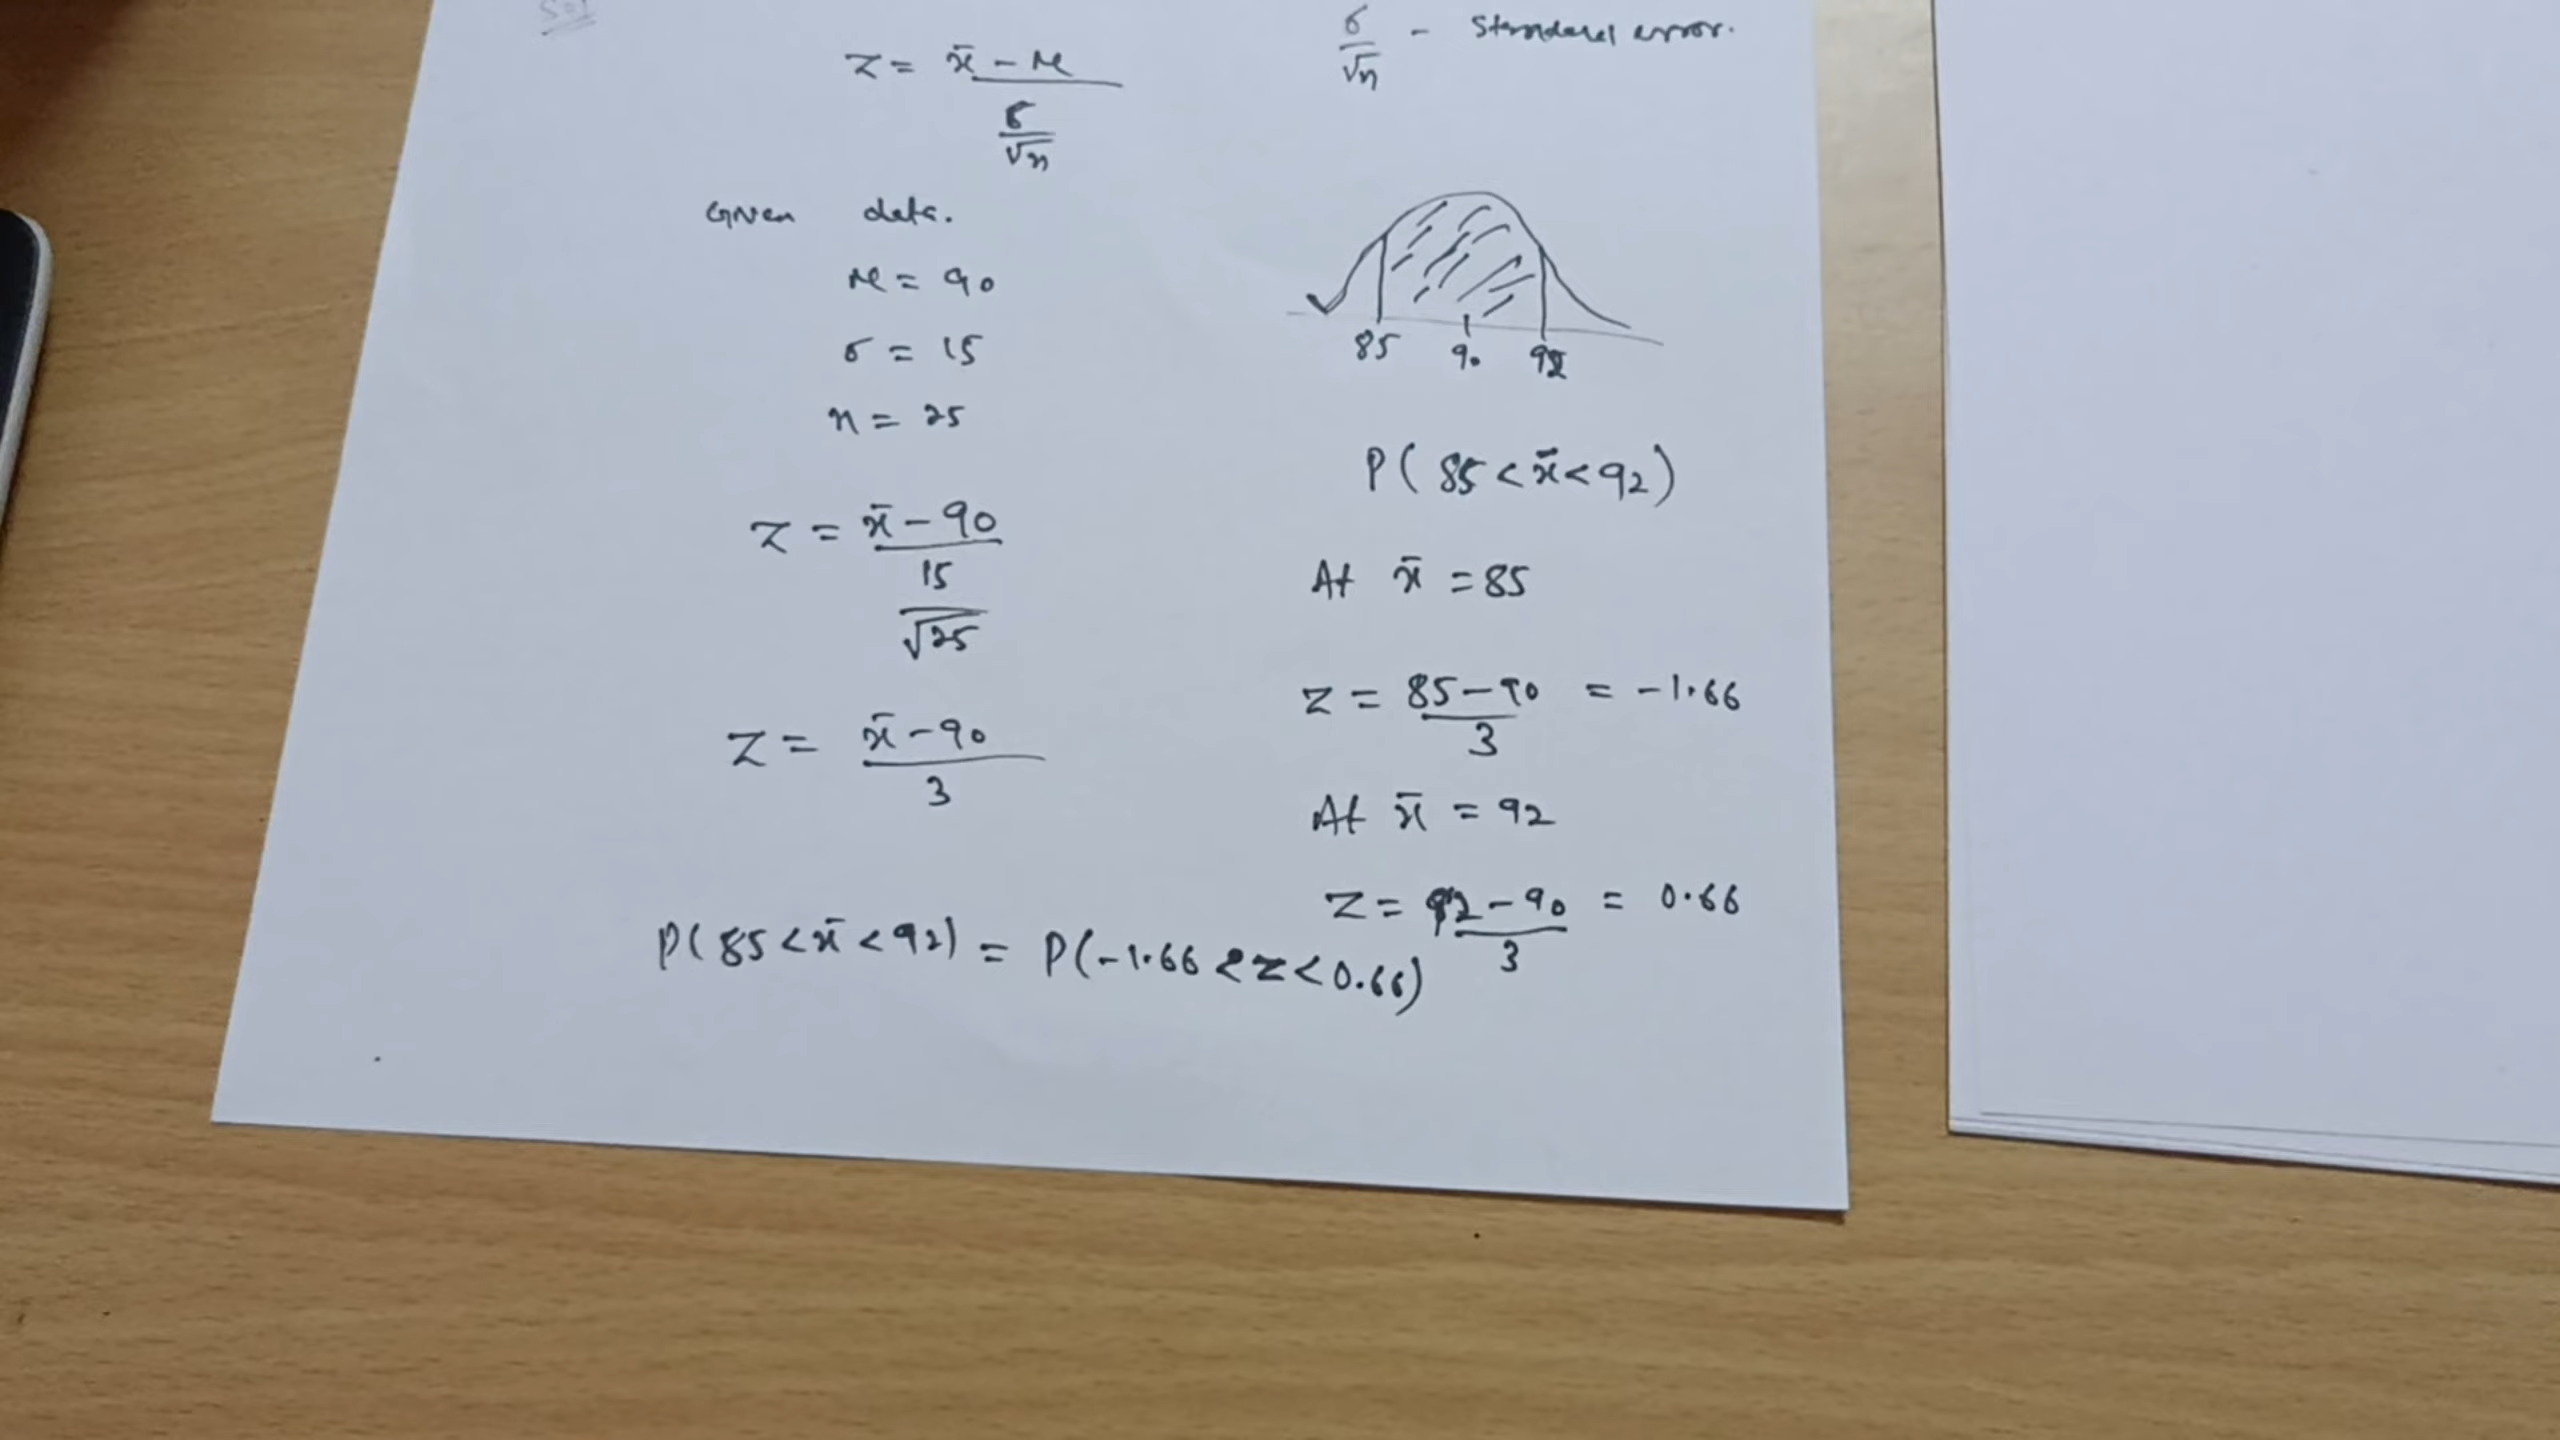 Sol
z = x̄ - μ / σ/√n
σ/√n - Standard error.
Given data.
μ = 90
σ = 15
n = 25
z = x̄ - 90 / 15/√25
z = x̄ - 90 / 3
85 90 92
P( 85 < x̄ < 92 )
At x̄ = 85
z = 85 - 90 / 3 = -1.66
At x̄ = 92
z = 92 - 90 / 3 = 0.66
P( 85 < x̄ < 92 ) = P( -1.66 < z < 0.66 )